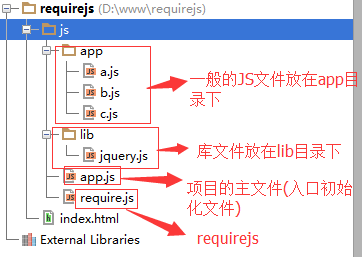 requirejs (D:\www\requirejs)
js
app
a.js
b.js
c.js
一般的JS文件放在app目
录下
lib
jquery.js
库文件放在lib目录下
app.js
项目的主文件(入口初始
化文件)
require.js
requirejs
index.html
External Libraries